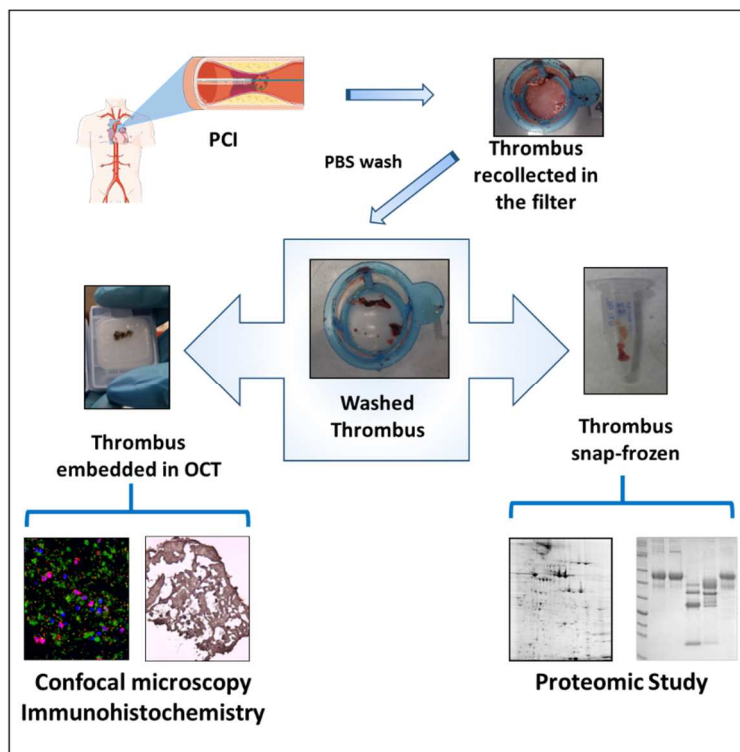 PCI
Thrombus
recollected in
the filter
PBS wash
Washed
Thrombus
Thrombus
embedded in OCT
Thrombus
snap-frozen
Confocal microscopy
Immunohistochemistry
Proteomic Study